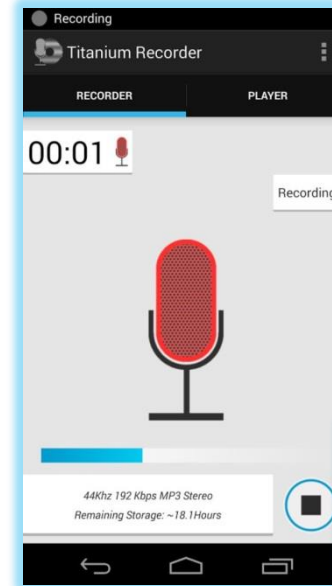 Recording
Titanium Recorder
RECORDER
PLAYER
00:01
Recording
44Khz 192 Kbps MP3 Stereo
Remaining Storage: ~18.1Hours